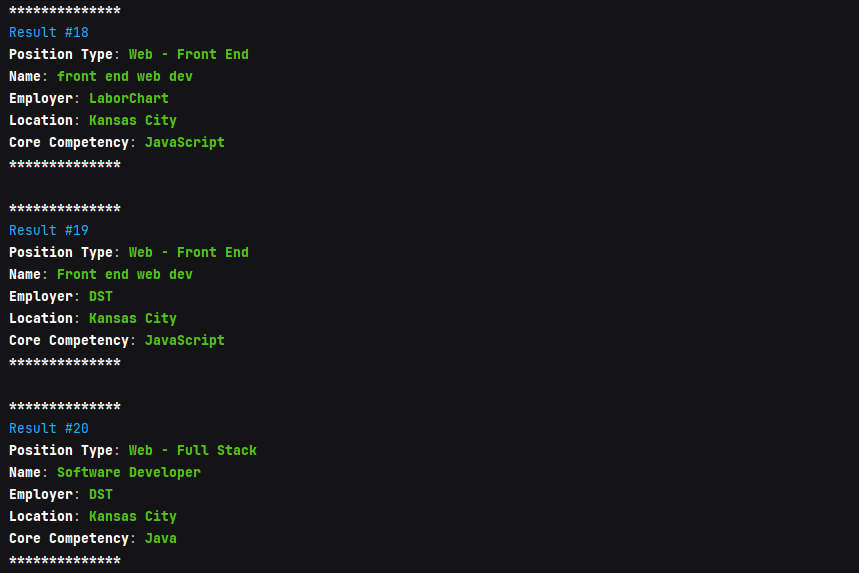 **************
Result #18
Position Type: Web - Front End
Name: front end web dev
Employer: LaborChart
Location: Kansas City
Core Competency: JavaScript
**************
**************
Result #19
Position Type: Web - Front End
Name: Front end web dev
Employer: DST
Location: Kansas City
Core Competency: JavaScript
**************
**************
Result #20
Position Type: Web - Full Stack
Name: Software Developer
Employer: DST
Location: Kansas City
Core Competency: Java
**************